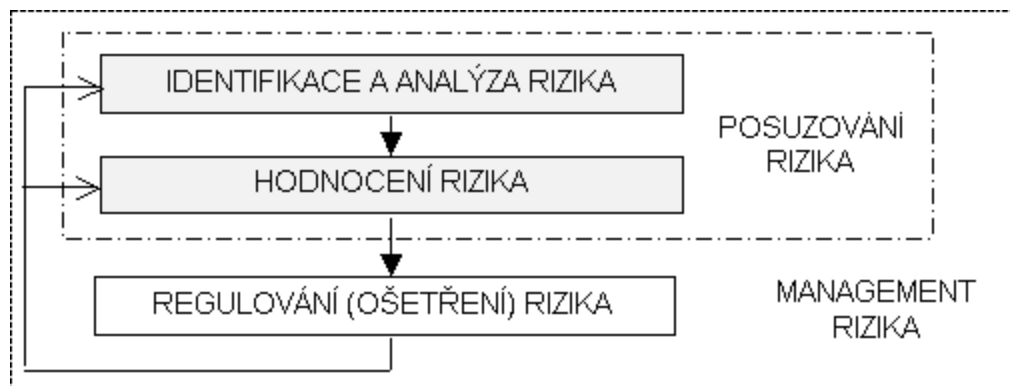 IDENTIFIKACE A ANALÝZA RIZIKA
POSUZOVÁNÍ
RIZIKA
HODNOCENÍ RIZIKA
REGULOVÁNÍ (OŠETŘENÍ) RIZIKA
MANAGEMENT
RIZIKA